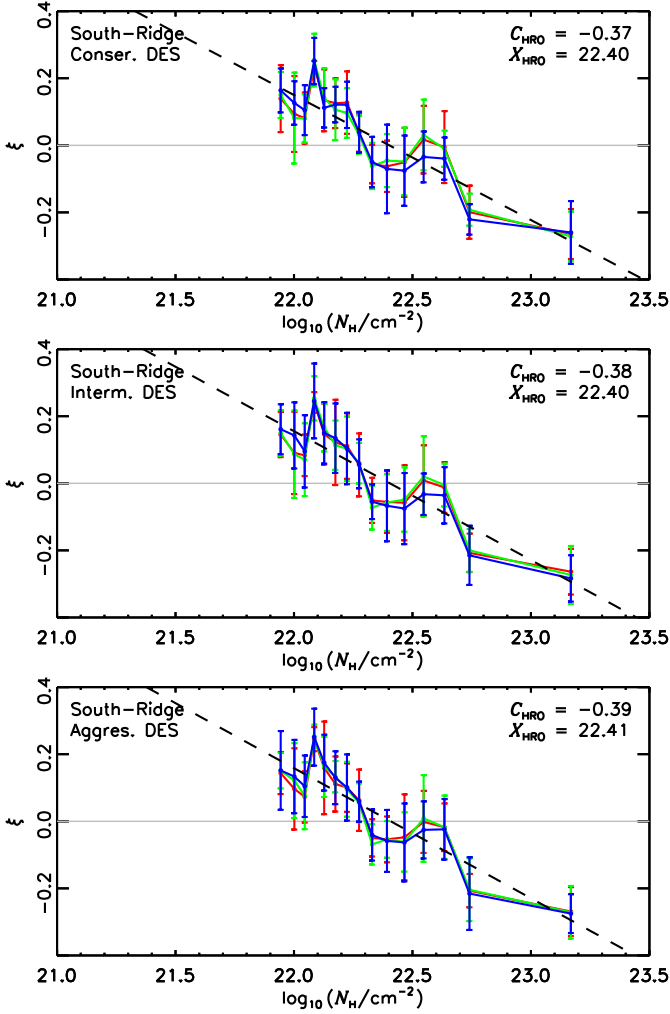 South-Ridge
Conser. DES
C_HRO = -0.37
X_HRO = 22.40
0.4
0.2
0.0
-0.2
ξ
21.0 21.5 22.0 22.5 23.0 23.5
log₁₀(N_H/cm⁻²)
South-Ridge
Interm. DES
C_HRO = -0.38
X_HRO = 22.40
0.4
0.2
0.0
-0.2
ξ
21.0 21.5 22.0 22.5 23.0 23.5
log₁₀(N_H/cm⁻²)
South-Ridge
Aggres. DES
C_HRO = -0.39
X_HRO = 22.41
0.4
0.2
0.0
-0.2
ξ
21.0 21.5 22.0 22.5 23.0 23.5
log₁₀(N_H/cm⁻²)